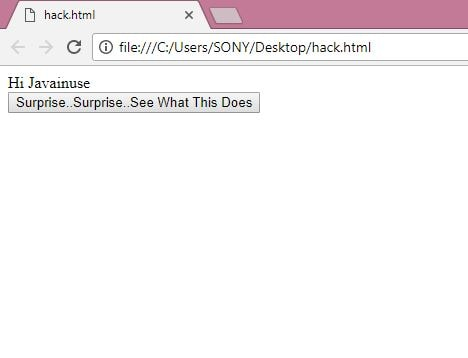 hack.html
file:///C:/Users/SONY/Desktop/hack.html
Hi Javainuse
Surprise..Surprise..See What This Does